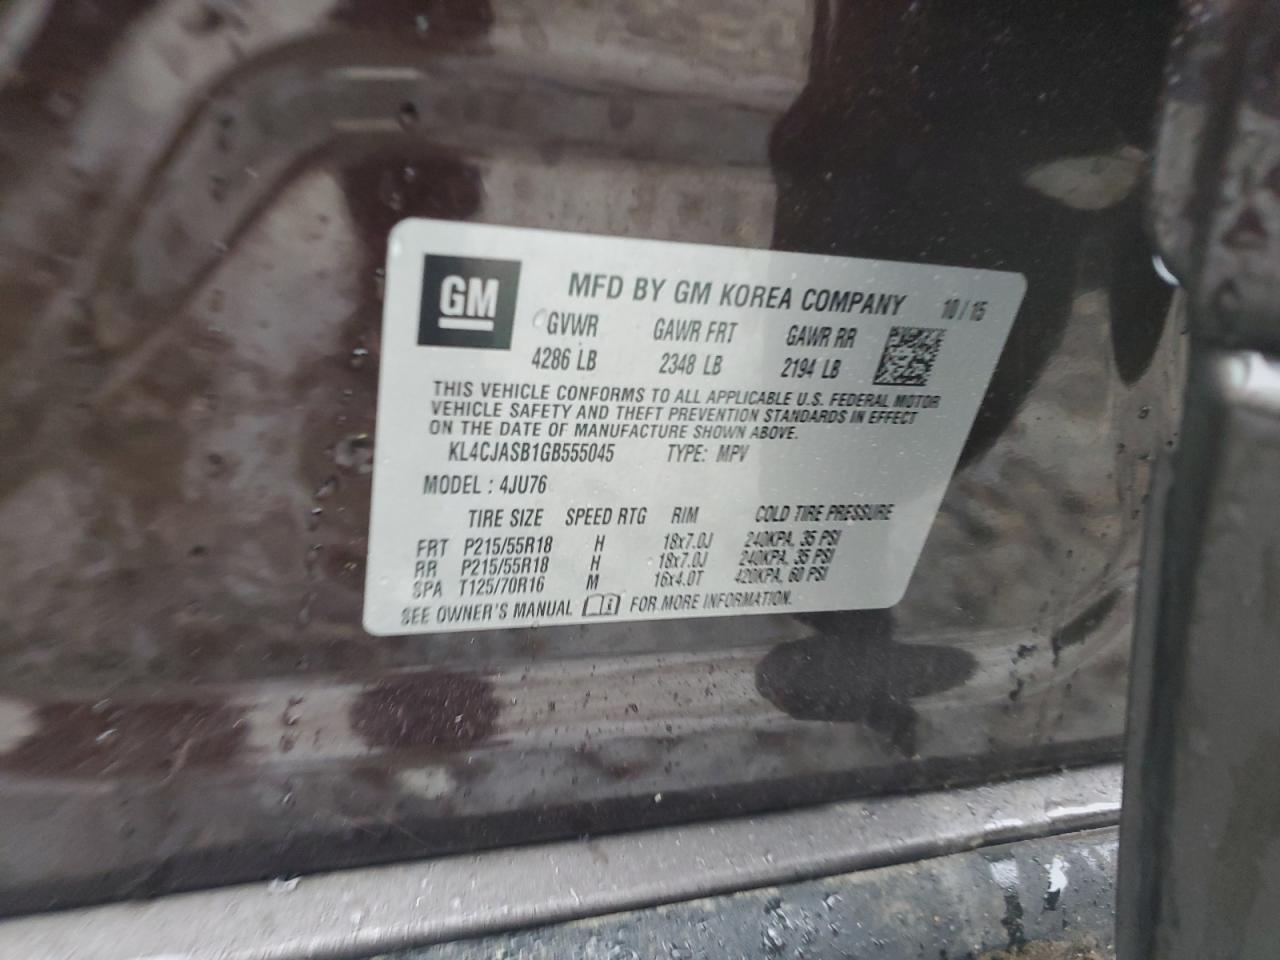 GM
MFD BY GM KOREA COMPANY 10/15
GVWR GAWR FRT GAWR RR
4286 LB 2348 LB 2194 LB
THIS VEHICLE CONFORMS TO ALL APPLICABLE U.S. FEDERAL MOTOR
VEHICLE SAFETY AND THEFT PREVENTION STANDARDS IN EFFECT
ON THE DATE OF MANUFACTURE SHOWN ABOVE.
KL4CJASB1GB555045 TYPE: MPV
MODEL : 4JU76
TIRE SIZE SPEED RTG RIM COLD TIRE PRESSURE
FRT P215/55R18 H 18x7.0J 240KPA, 35 PSI
RR P215/55R18 H 18x7.0J 240KPA, 35 PSI
SPA T125/70R16 M 16x4.0T 420KPA, 60 PSI
SEE OWNER'S MANUAL FOR MORE INFORMATION.